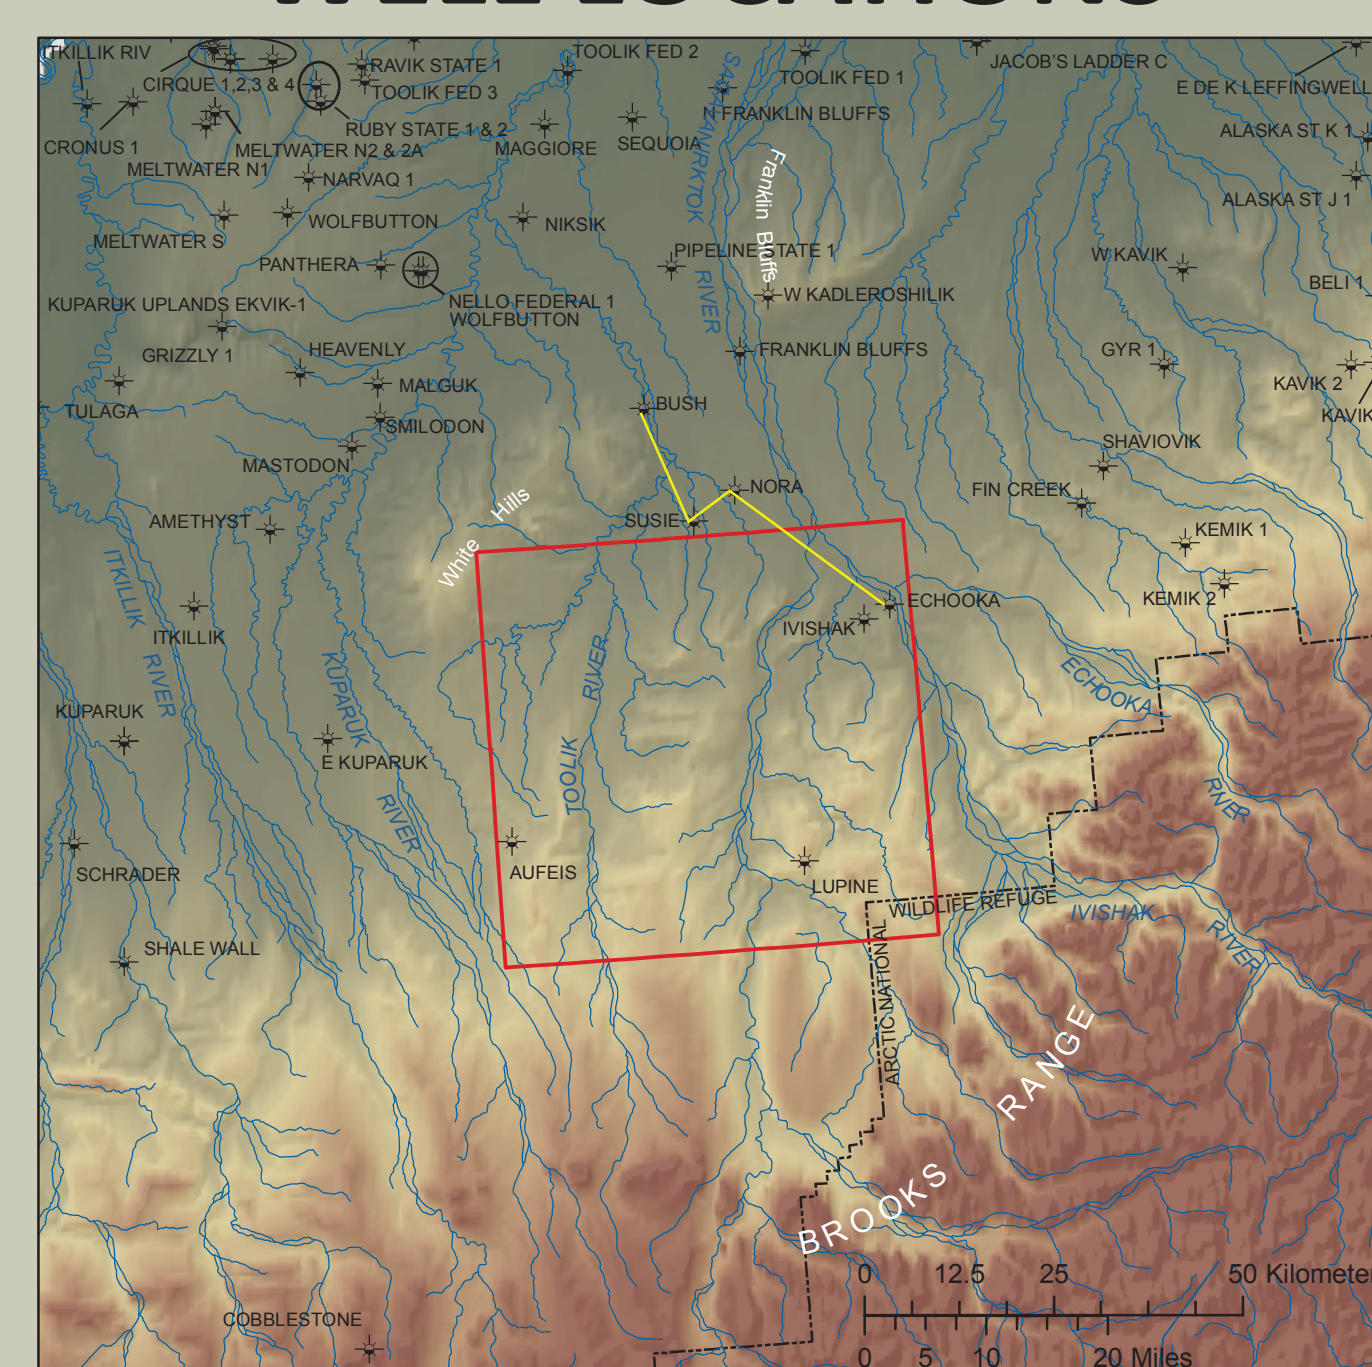 WELL LOCATIONS
ITKILLIK RIV
TOOLIK FED 2
JACOB'S LADDER C
RAVIK STATE 1
TOOLIK FED 1
CIRQUE 1,2,3 & 4
E DE K LEFFINGWELL
TOOLIK FED 3
N FRANKLIN BLUFFS
RUBY STATE 1 & 2
ALASKA ST K 1
CRONUS 1
MELTWATER N2 & 2A
MAGGIORE
SEQUOIA
MELTWATER N1
NARVAQ 1
Franklin Bluffs
SAGAVANIRKTOK
RIVER
ALASKA ST J 1
WOLFBUTTON
NIKSIK
MELTWATER S
PIPELINE STATE 1
W KAVIK
PANTHERA
BELI 1
KUPARUK UPLANDS EKVIK-1
NELLO FEDERAL 1
WOLFBUTTON
W KADLEROSHILIK
GRIZZLY 1
HEAVENLY
FRANKLIN BLUFFS
GYR 1
MALGUK
KAVIK 2
TULAGA
BUSH
KAVIK
SMILODON
SHAVIOVIK
MASTODON
NORA
FIN CREEK
AMETHYST
SUSIE
KEMIK 1
White Hills
ITKILLIK
RIVER
ECHOOKA
KEMIK 2
ITKILLIK
IVISHAK
KUPARUK
RIVER
TOOLIK
RIVER
ECHOOKA
RIVER
KUPARUK
E KUPARUK
SCHRADER
AUFEIS
LUPINE
WILDLIFE REFUGE
ARCTIC NATIONAL
IVISHAK
RIVER
SHALE WALL
BROOKS
RANGE
0 12.5 25 50 Kilometer
COBBLESTONE
0 5 10 20 Miles